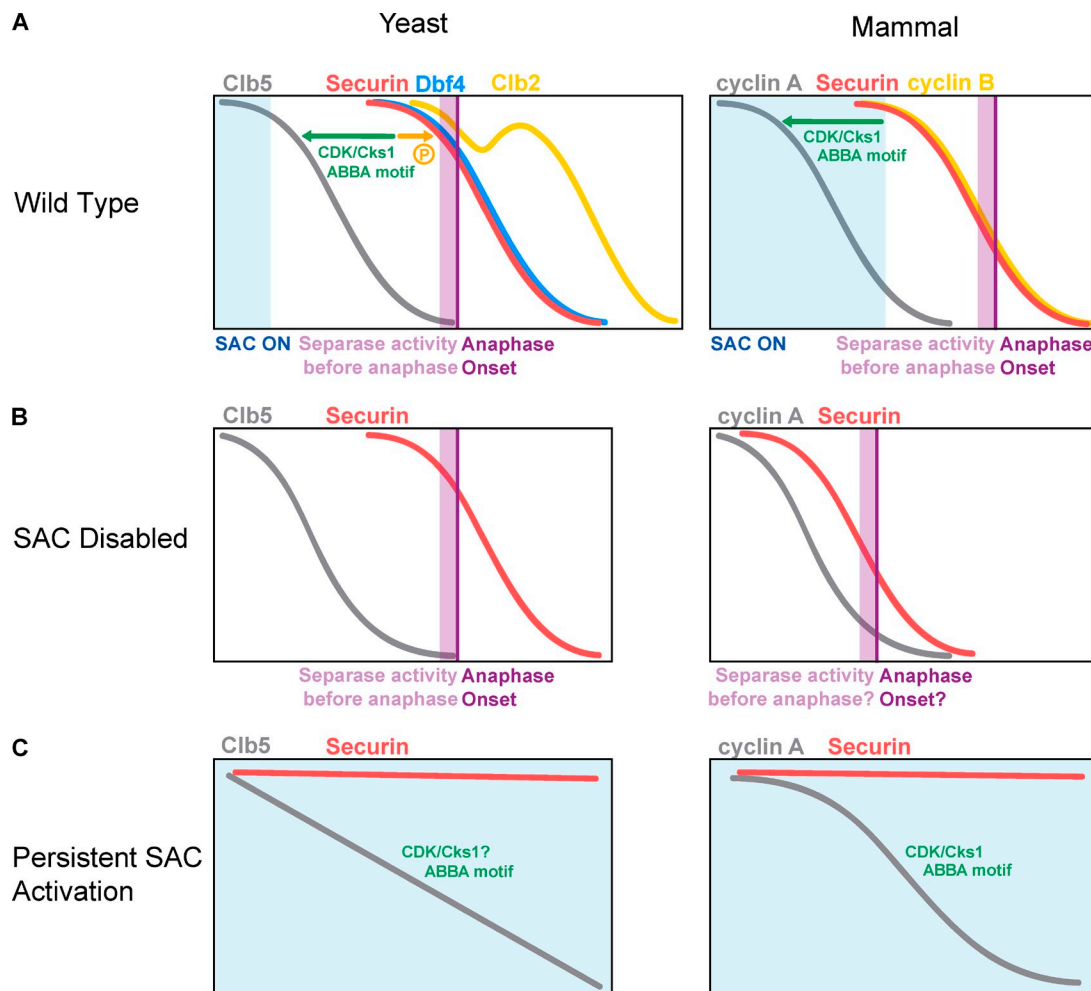 A
Yeast
Mammal
Clb5 Securin Dbf4 Clb2
cyclin A Securin cyclin B
Wild Type
CDK/Cks1
ABBA motif
P
CDK/Cks1
ABBA motif
SAC ON Separase activity before anaphase Anaphase Onset
SAC ON Separase activity before anaphase Anaphase Onset
B
Clb5 Securin
cyclin A Securin
SAC Disabled
Separase activity before anaphase Anaphase Onset
Separase activity before anaphase? Anaphase Onset?
C
Clb5 Securin
cyclin A Securin
Persistent SAC
Activation
CDK/Cks1?
ABBA motif
CDK/Cks1
ABBA motif